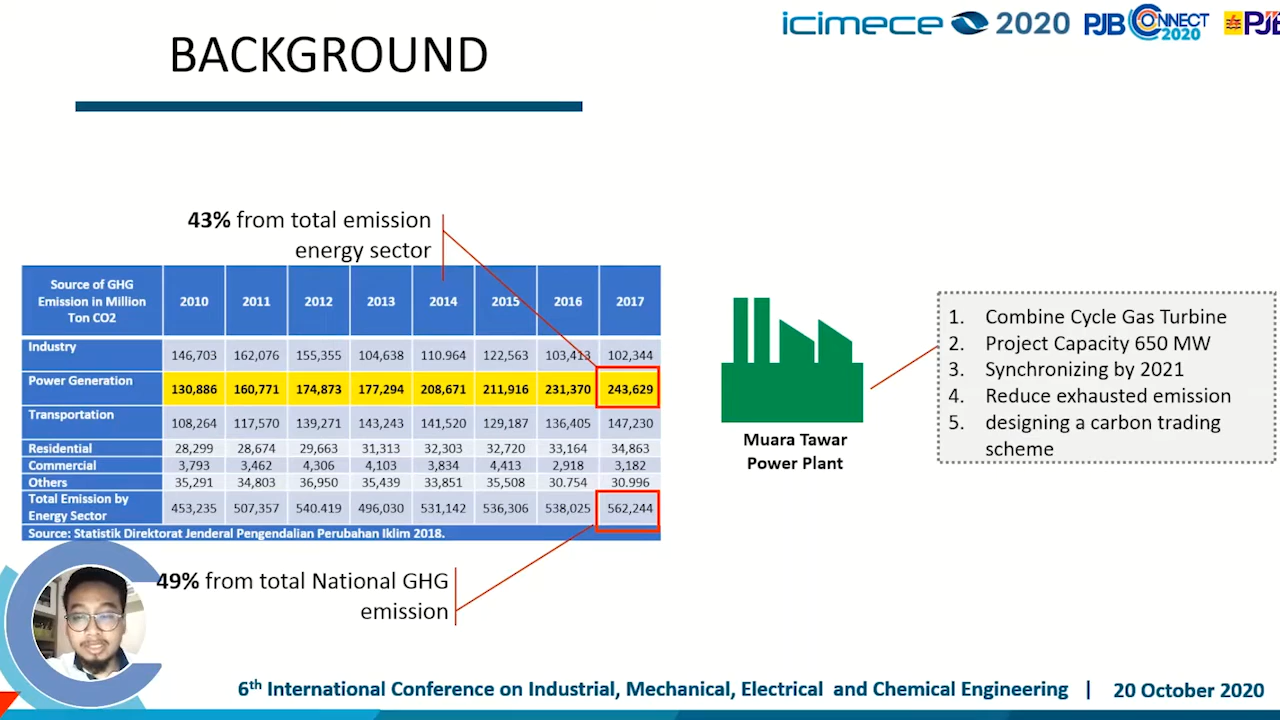 BACKGROUND
icimece 2020 PJB CONNECT 2020 PJB
43% from total emission
energy sector
Source of GHG Emission in Million Ton CO2 2010 2011 2012 2013 2014 2015 2016 2017
Industry 146,703 162,076 155,355 104,638 110.964 122,563 103,413 102,344
Power Generation 130,886 160,771 174,873 177,294 208,671 211,916 231,370 243,629
Transportation 108,264 117,570 139,271 143,243 141,520 129,187 136,405 147,230
Residential 28,299 28,674 29,663 31,313 32,303 32,720 33,164 34,863
Commercial 3,793 3,462 4,306 4,103 3,834 4,413 2,918 3,182
Others 35,291 34,803 36,950 35,439 33,851 35,508 30.754 30.996
Total Emission by Energy Sector 453,235 507,357 540.419 496,030 531,142 536,306 538,025 562,244
Source: Statistik Direktorat Jenderal Pengendalian Perubahan Iklim 2018.
49% from total National GHG
emission
Muara Tawar
Power Plant
1. Combine Cycle Gas Turbine
2. Project Capacity 650 MW
3. Synchronizing by 2021
4. Reduce exhausted emission
5. designing a carbon trading
scheme
6th International Conference on Industrial, Mechanical, Electrical and Chemical Engineering | 20 October 2020